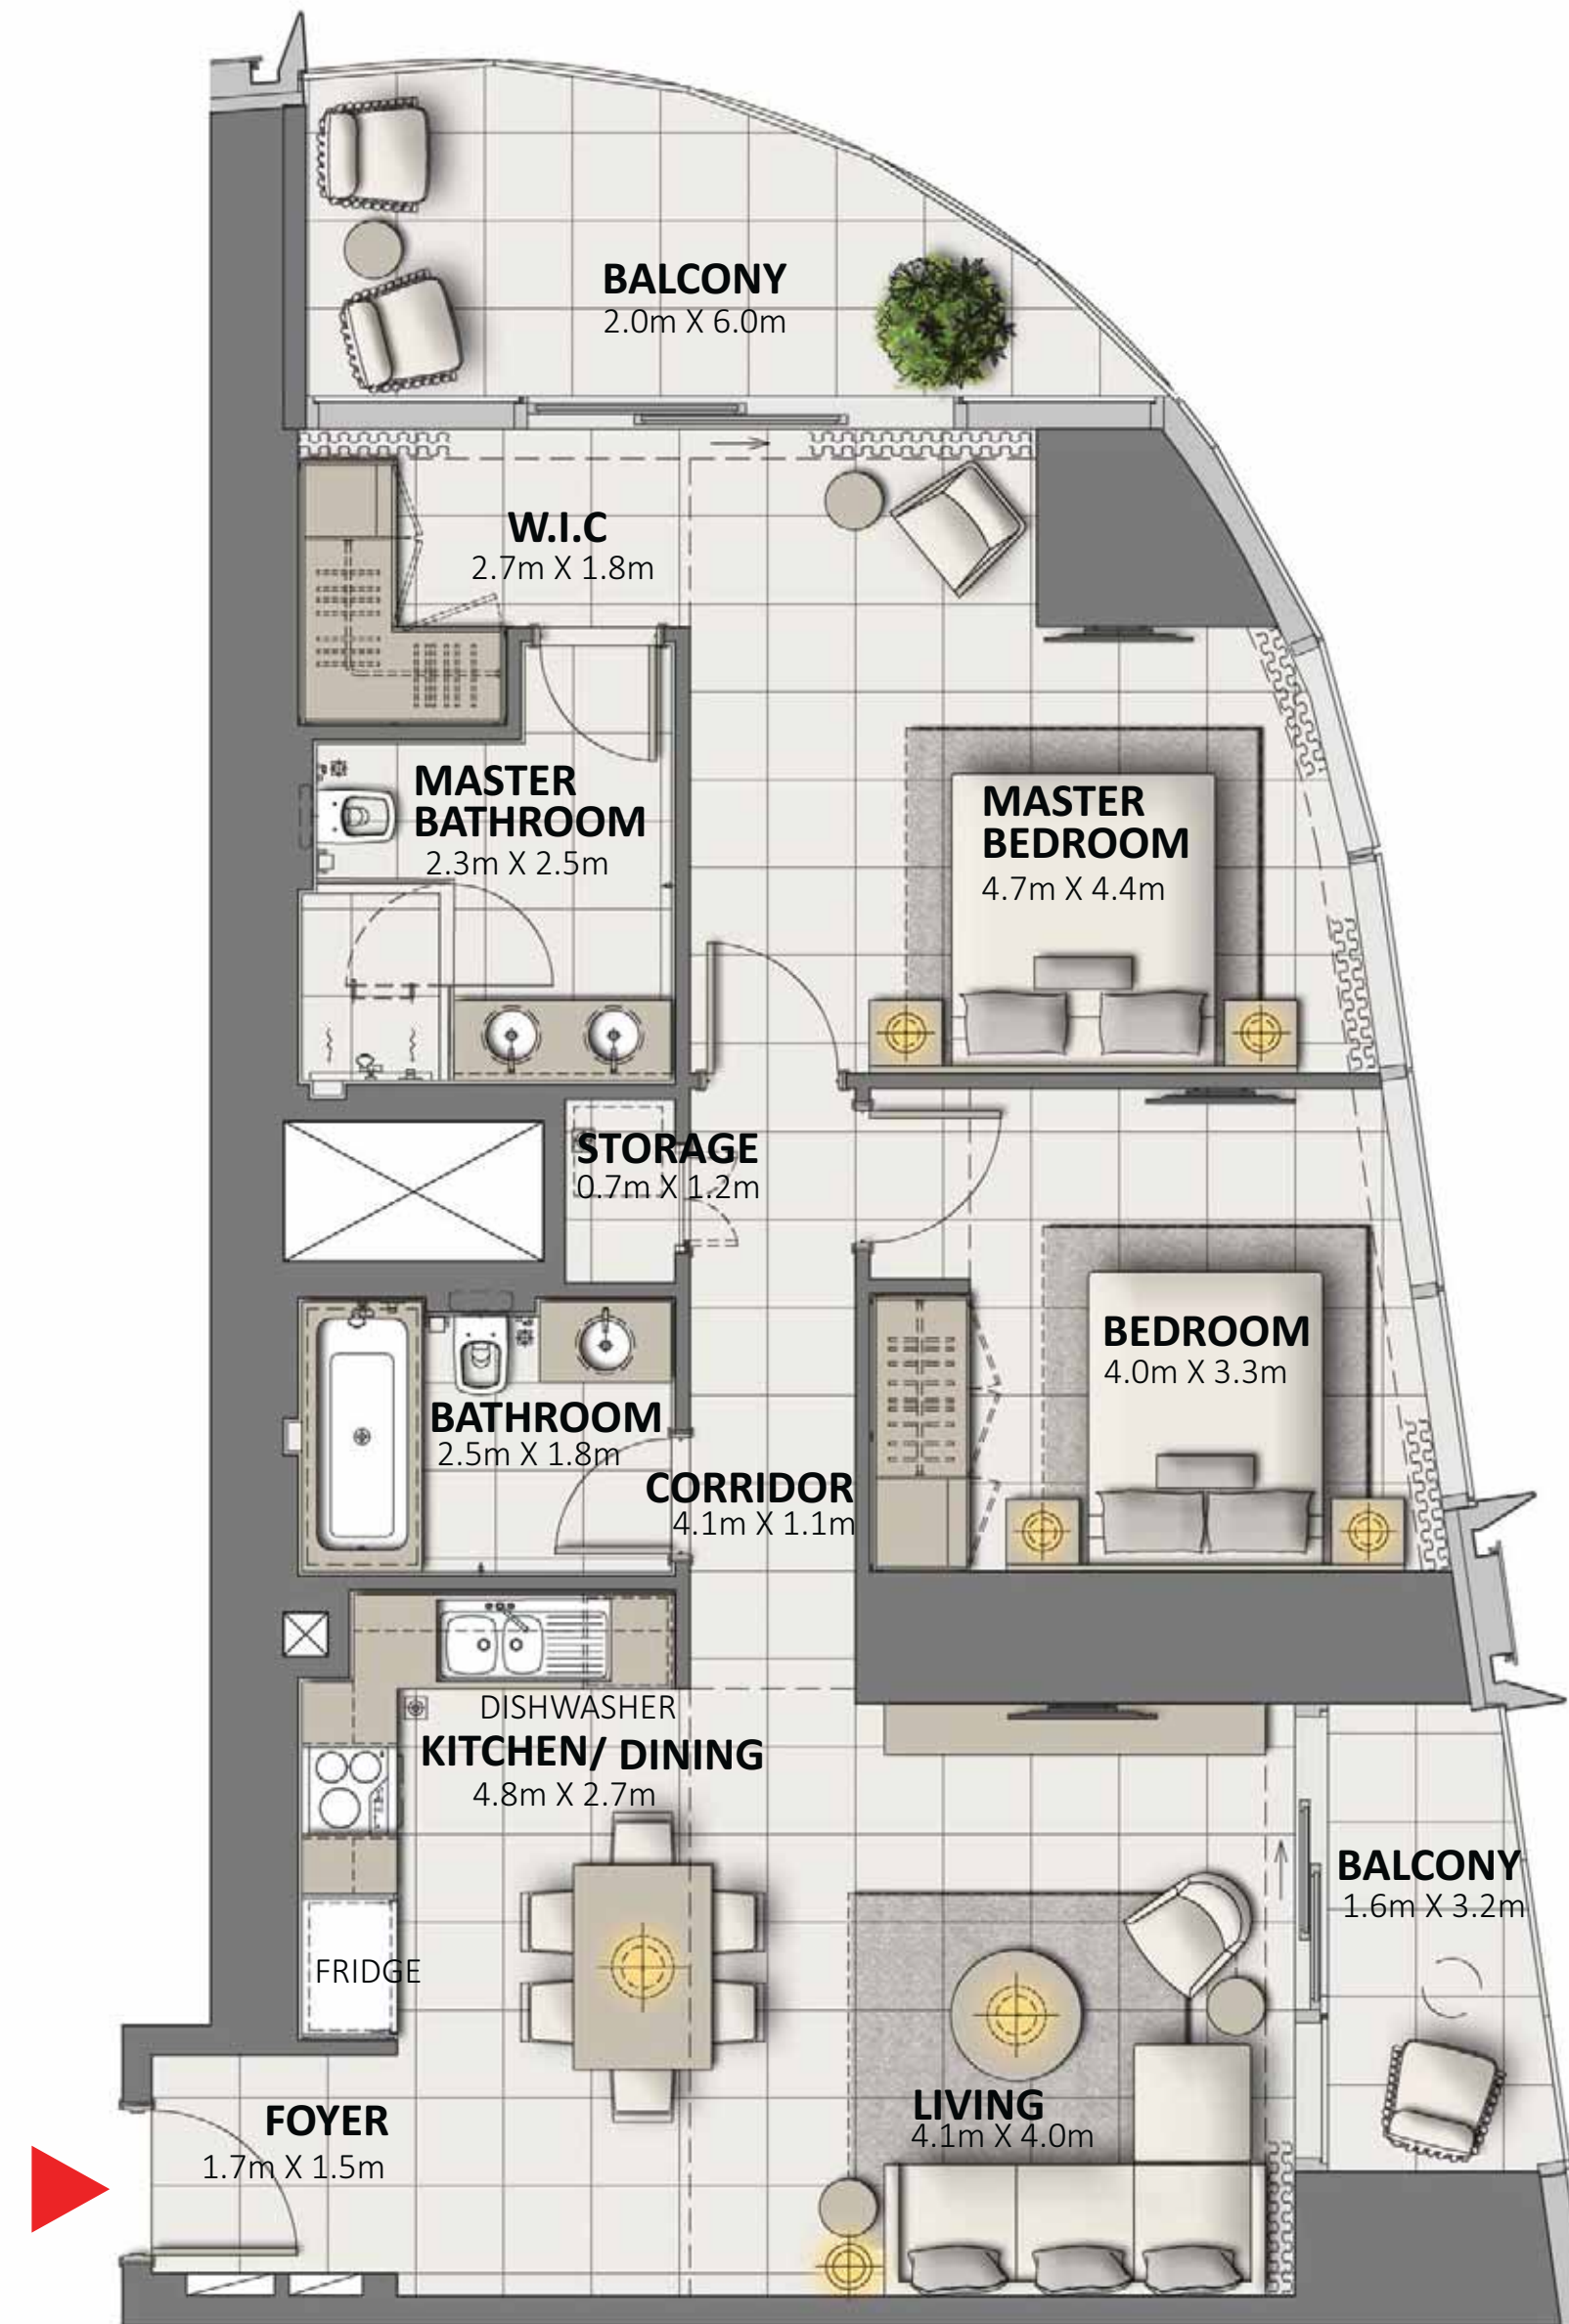 BALCONY
2.0m X 6.0m
W.I.C
2.7m X 1.8m
MASTER
BATHROOM
2.3m X 2.5m
MASTER
BEDROOM
4.7m X 4.4m
STORAGE
0.7m X 1.2m
BEDROOM
4.0m X 3.3m
BATHROOM
2.5m X 1.8m
CORRIDOR
4.1m X 1.1m
DISHWASHER
KITCHEN/ DINING
4.8m X 2.7m
BALCONY
1.6m X 3.2m
FRIDGE
LIVING
4.1m X 4.0m
FOYER
1.7m X 1.5m